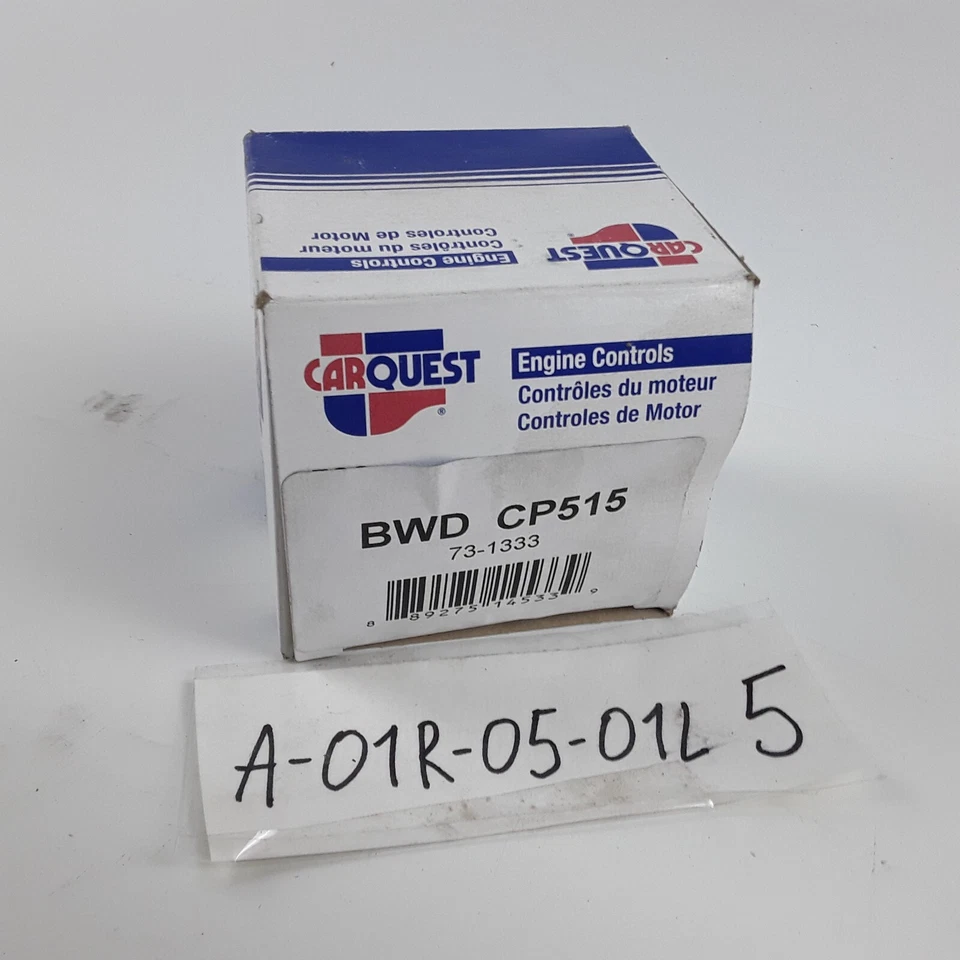 Engine Controls
Contrôles du moteur
Controles de Motor
CARQUEST
CARQUEST®
Engine Controls
Contrôles du moteur
Controles de Motor
BWD CP515
73-1333
8 89275 14533 9
A-01R-05-01L 5